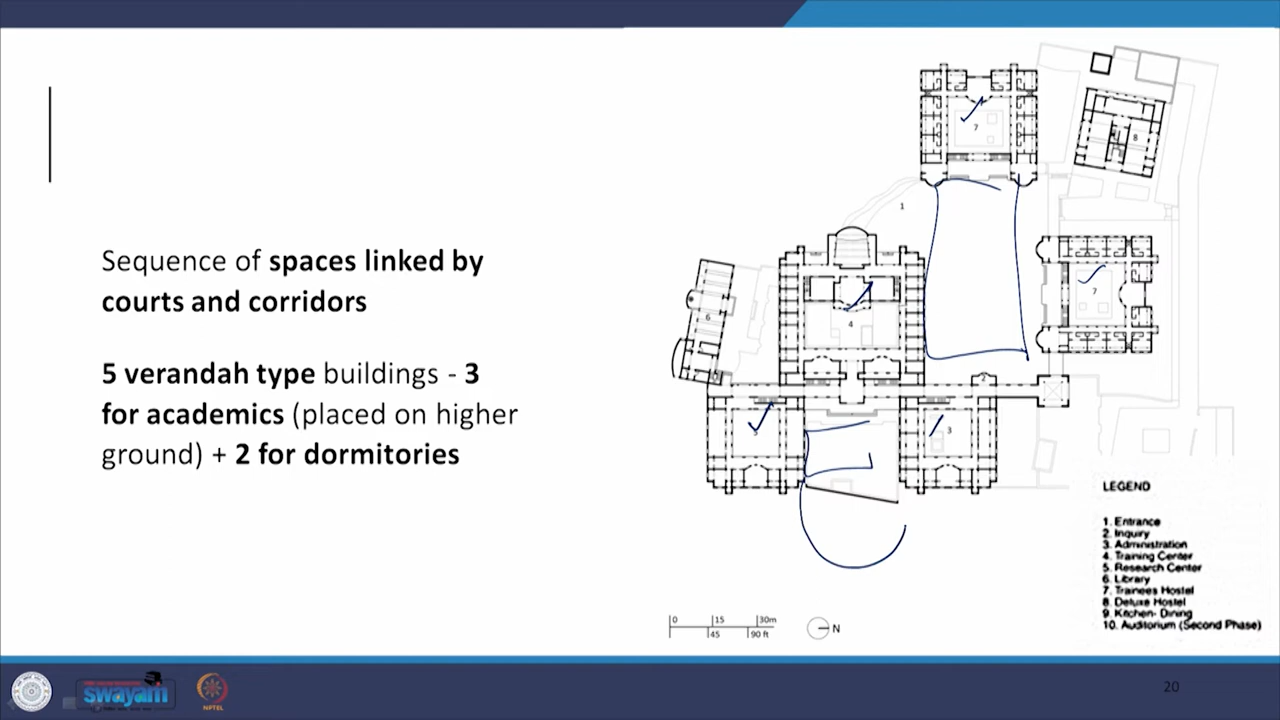 Sequence of spaces linked by
courts and corridors
5 verandah type buildings - 3
for academics (placed on higher
ground) + 2 for dormitories
7
8
1
7
6
4
2
3
5
LEGEND
1. Entrance
2. Inquiry
3. Administration
4. Training Center
5. Research Center
6. Library
7. Trainees Hostel
8. Deluxe Hostel
9. Kitchen- Dining
10. Auditorium (Second Phase)
0 15 30m
45 90 ft
N
20
swayam
NPTEL